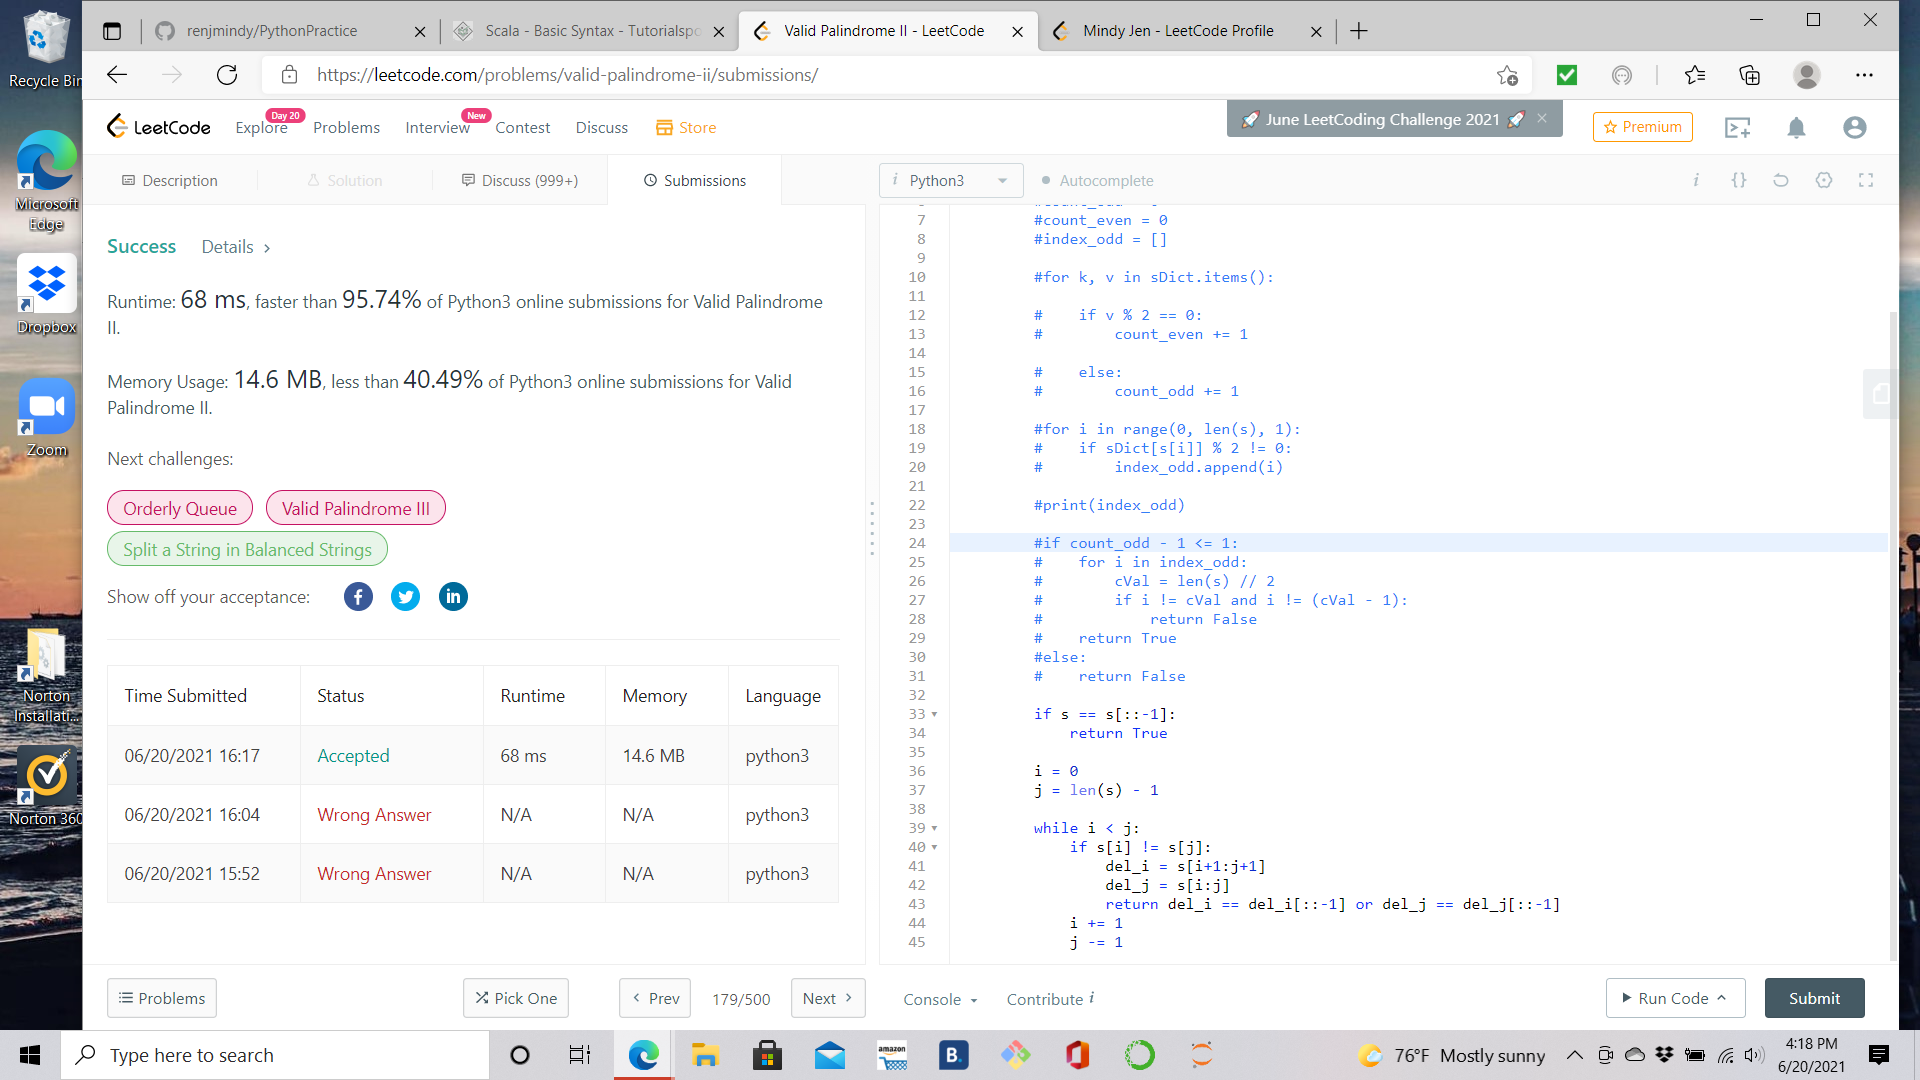 Recycle Bin
Microsoft Edge
Dropbox
Zoom
Norton Installati...
Norton 360
renjmindy/PythonPractice
Scala - Basic Syntax - Tutorialspo
Valid Palindrome II - LeetCode
Mindy Jen - LeetCode Profile
https://leetcode.com/problems/valid-palindrome-ii/submissions/
LeetCode
Explore
Day 20
Problems
Interview
New
Contest
Discuss
Store
June LeetCoding Challenge 2021
Premium
Description
Solution
Discuss (999+)
Submissions
i Python3
Autocomplete
Success
Details >
Runtime: 68 ms, faster than 95.74% of Python3 online submissions for Valid Palindrome
II.
Memory Usage: 14.6 MB, less than 40.49% of Python3 online submissions for Valid
Palindrome II.
Next challenges:
Orderly Queue
Valid Palindrome III
Split a String in Balanced Strings
Show off your acceptance:
Time Submitted Status Runtime Memory Language
06/20/2021 16:17 Accepted 68 ms 14.6 MB python3
06/20/2021 16:04 Wrong Answer N/A N/A python3
06/20/2021 15:52 Wrong Answer N/A N/A python3
7 #count_even = 0
8 #index_odd = []
9
10 #for k, v in sDict.items():
11
12 #    if v % 2 == 0:
13 #        count_even += 1
14
15 #    else:
16 #        count_odd += 1
17
18 #for i in range(0, len(s), 1):
19 #    if sDict[s[i]] % 2 != 0:
20 #        index_odd.append(i)
21
22 #print(index_odd)
23
24 #if count_odd - 1 <= 1:
25 #    for i in index_odd:
26 #        cVal = len(s) // 2
27 #        if i != cVal and i != (cVal - 1):
28 #            return False
29 #    return True
30 #else:
31 #    return False
32
33 if s == s[::-1]:
34     return True
35
36 i = 0
37 j = len(s) - 1
38
39 while i < j:
40     if s[i] != s[j]:
41         del_i = s[i+1:j+1]
42         del_j = s[i:j]
43         return del_i == del_i[::-1] or del_j == del_j[::-1]
44     i += 1
45     j -= 1
Problems
Pick One
< Prev
179/500
Next >
Console
Contribute i
Run Code
Submit
Type here to search
amazon
B.
76°F Mostly sunny
4:18 PM
6/20/2021